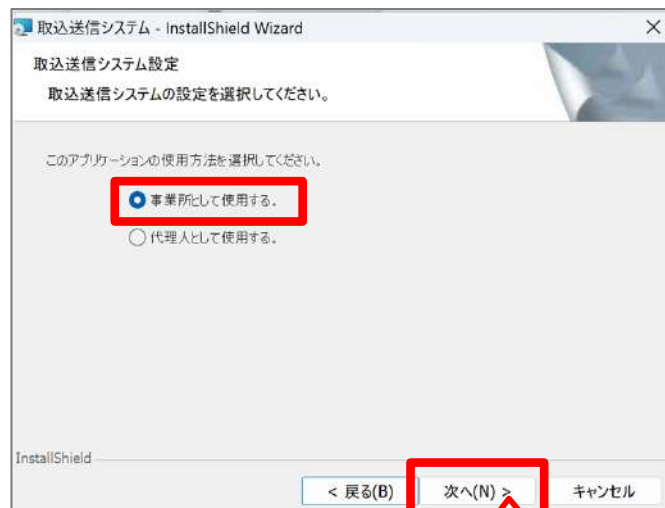 取込送信システム - InstallShield Wizard
取込送信システム設定
取込送信システムの設定を選択してください。
このアプリケーションの使用方法を選択してください。
事業所として使用する。
代理人として使用する。
InstallShield
< 戻る(B) 次へ(N) > キャンセル